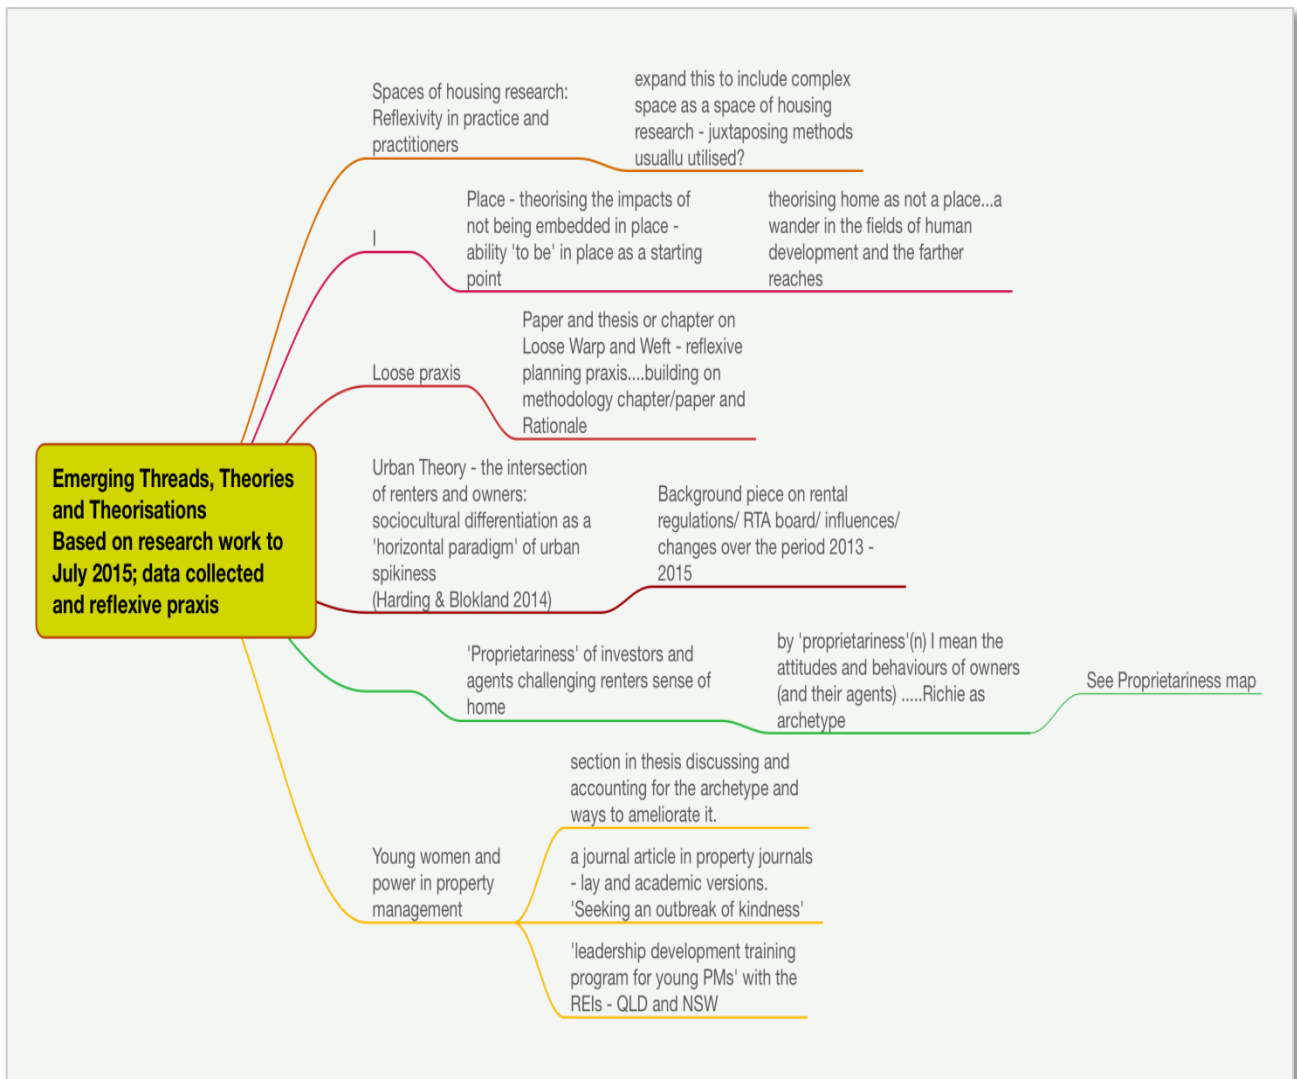 Spaces of housing research:
Reflexivity in practice and
practitioners
expand this to include complex
space as a space of housing
research - juxtaposing methods
usuallu utilised?
I
Place - theorising the impacts of
not being embedded in place -
ability 'to be' in place as a starting
point
theorising home as not a place...a
wander in the fields of human
development and the farther
reaches
Loose praxis
Paper and thesis or chapter on
Loose Warp and Weft - reflexive
planning praxis....building on
methodology chapter/paper and
Rationale
Emerging Threads, Theories
and Theorisations
Based on research work to
July 2015; data collected
and reflexive praxis
Urban Theory - the intersection
of renters and owners:
sociocultural differentiation as a
'horizontal paradigm' of urban
spikiness
(Harding & Blokland 2014)
Background piece on rental
regulations/ RTA board/ influences/
changes over the period 2013 -
2015
'Proprietariness' of investors and
agents challenging renters sense of
home
by 'proprietariness'(n) I mean the
attitudes and behaviours of owners
(and their agents) .....Richie as
archetype
See Proprietariness map
Young women and
power in property
management
section in thesis discussing and
accounting for the archetype and
ways to ameliorate it.
a journal article in property journals
- lay and academic versions.
'Seeking an outbreak of kindness'
'leadership development training
program for young PMs' with the
REIs - QLD and NSW